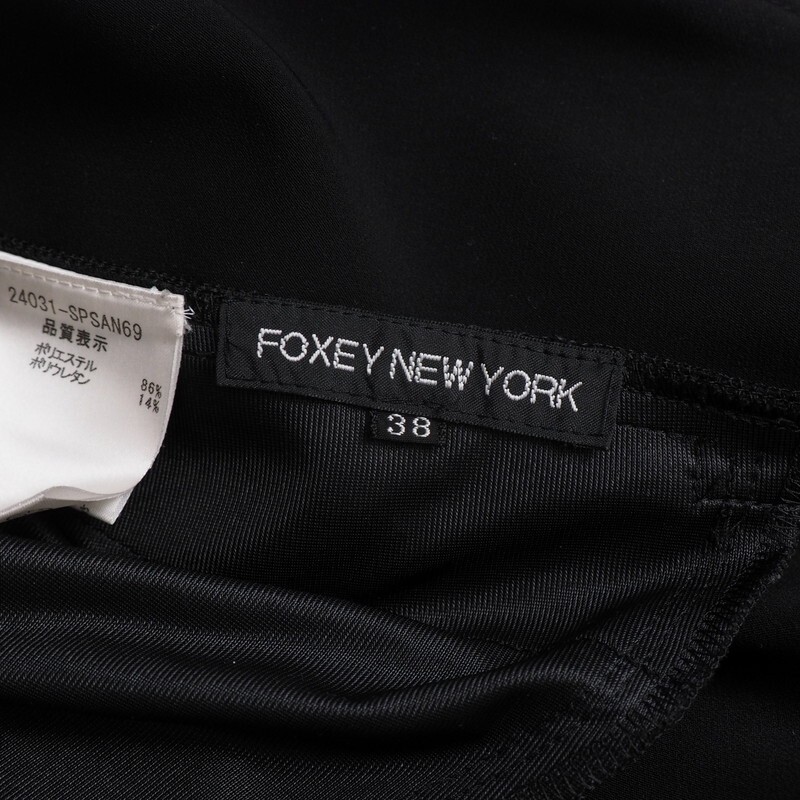 24031-SPSAN69
品質表示
ポリエステル
ポリウレタン
86%
14%
FOXEY NEW YORK
38